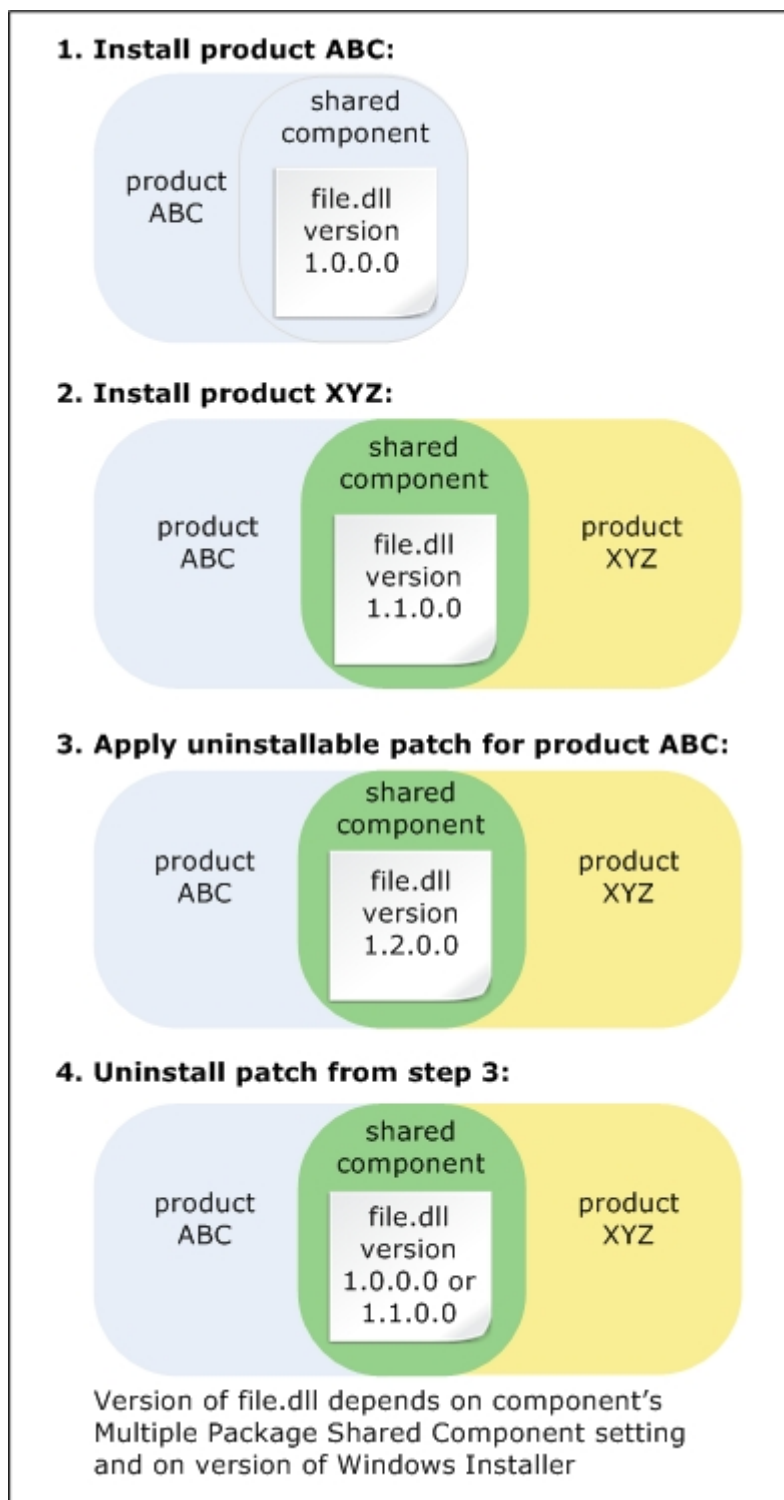 1. Install product ABC:
shared
component
product
ABC
file.dll
version
1.0.0.0
2. Install product XYZ:
shared
component
product
ABC
file.dll
version
1.1.0.0
product
XYZ
3. Apply uninstallable patch for product ABC:
shared
component
product
ABC
file.dll
version
1.2.0.0
product
XYZ
4. Uninstall patch from step 3:
shared
component
product
ABC
file.dll
version
1.0.0.0 or
1.1.0.0
product
XYZ
Version of file.dll depends on component's
Multiple Package Shared Component setting
and on version of Windows Installer